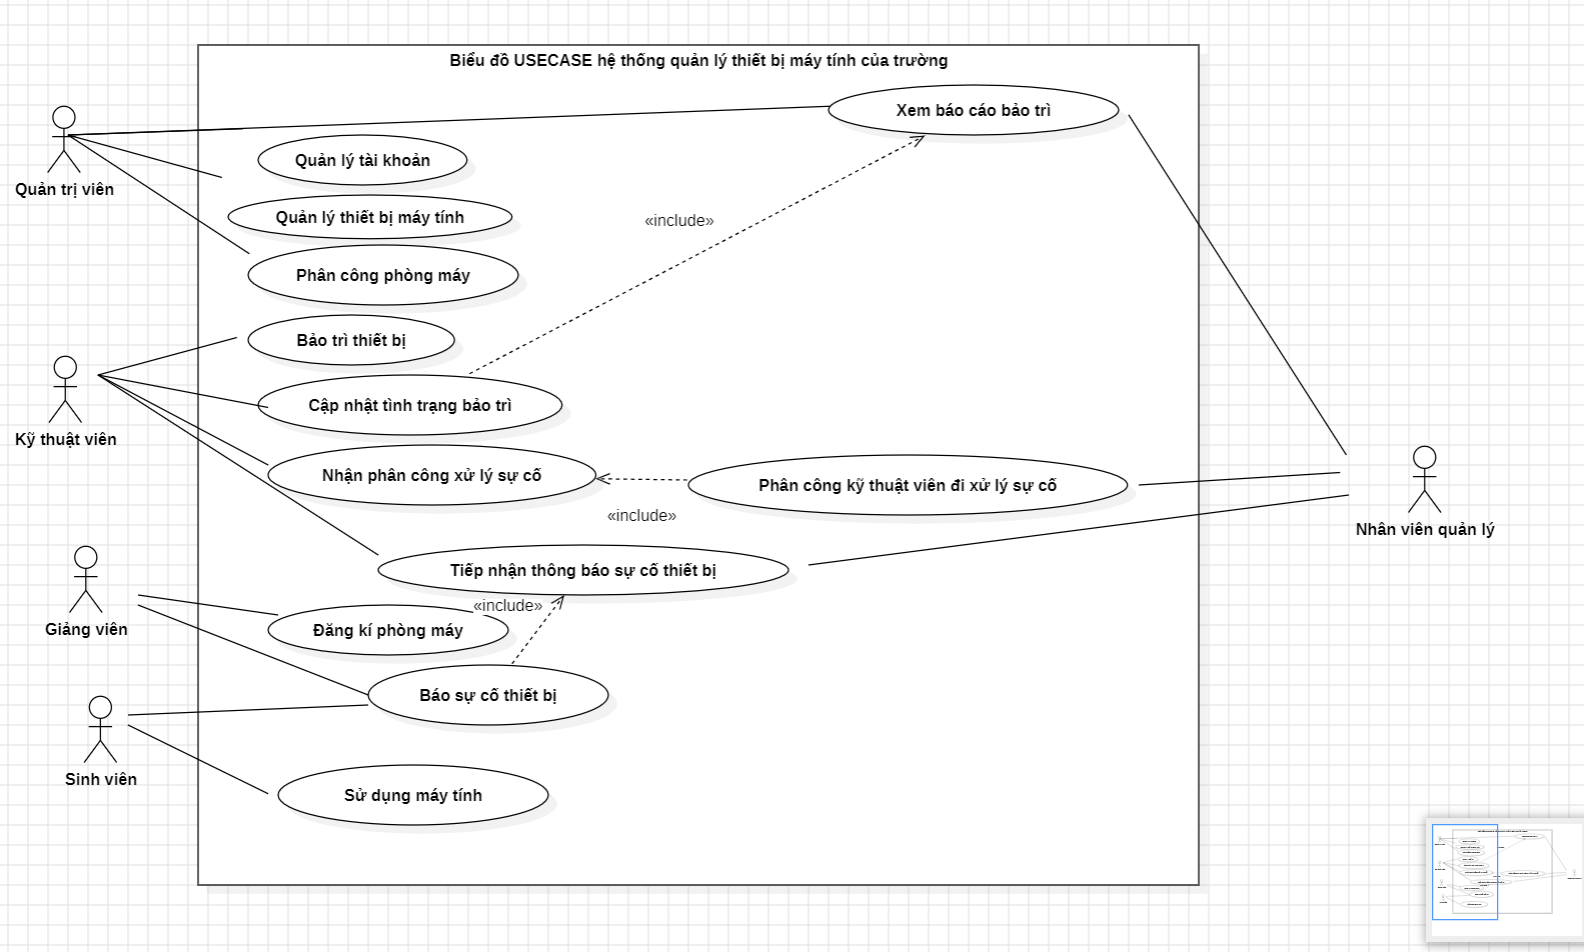 Biểu đồ USECASE hệ thống quản lý thiết bị máy tính của trường
Xem báo cáo bảo trì
Quản lý tài khoản
Quản trị viên
Quản lý thiết bị máy tính
«include»
Phân công phòng máy
Bảo trì thiết bị
Cập nhật tình trạng bảo trì
Kỹ thuật viên
Nhận phân công xử lý sự cố
Phân công kỹ thuật viên đi xử lý sự cố
«include»
Nhân viên quản lý
Tiếp nhận thông báo sự cố thiết bị
«include»
Giảng viên
Đăng kí phòng máy
Báo sự cố thiết bị
Sinh viên
Sử dụng máy tính